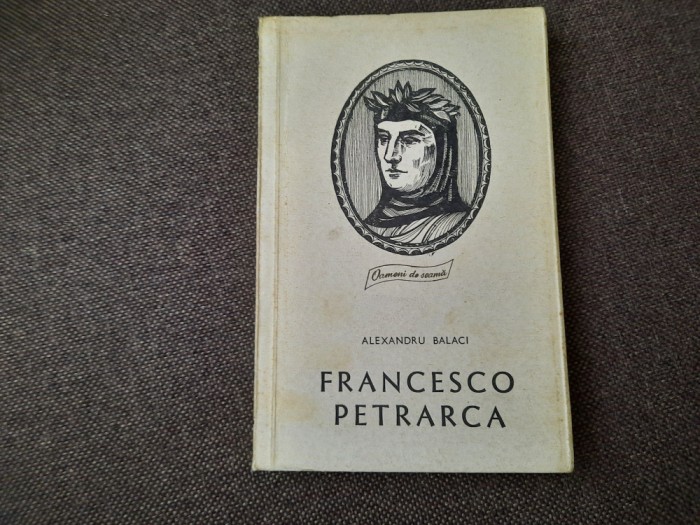 Oameni de seamă
ALEXANDRU BALACI
FRANCESCO
PETRARCA